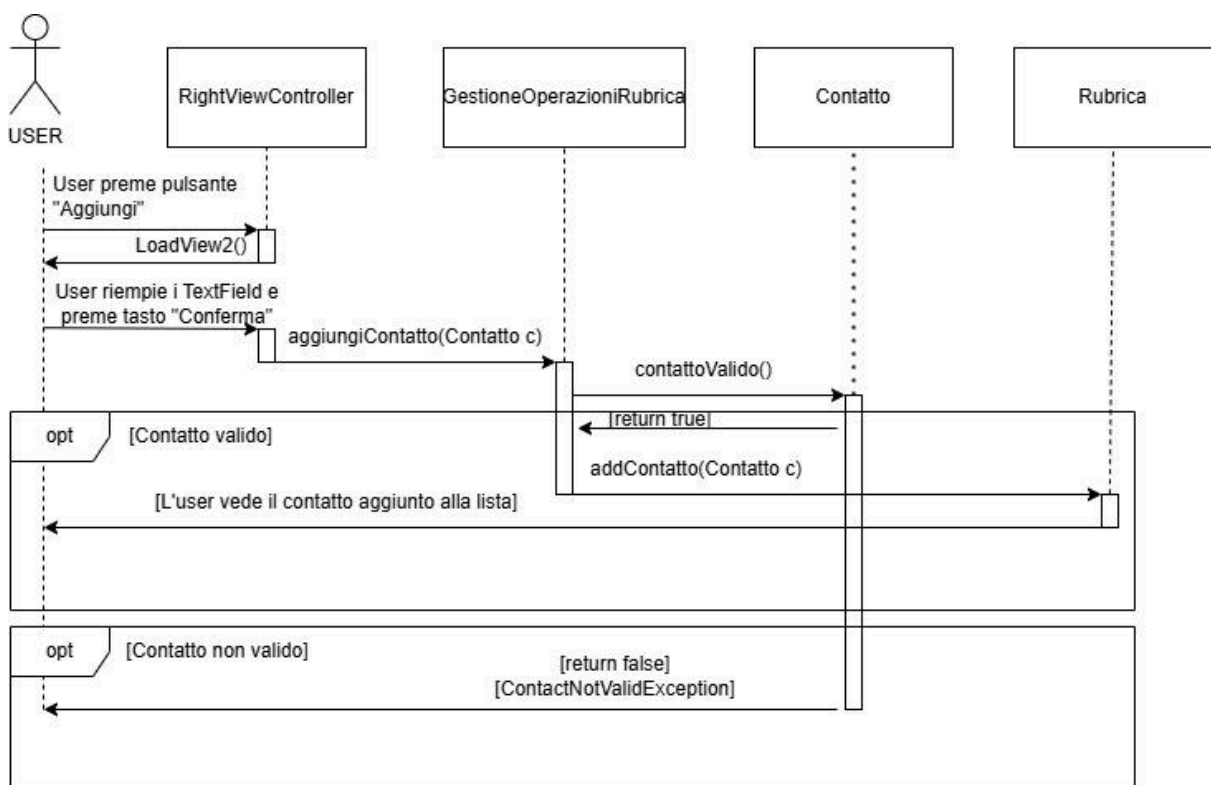 USER
RightViewController
GestioneOperazioniRubrica
Contatto
Rubrica
User preme pulsante
"Aggiungi"
LoadView2()
User riempie i TextField e
preme tasto "Conferma"
aggiungiContatto(Contatto c)
contattoValido()
opt
[Contatto valido]
[return true]
addContatto(Contatto c)
[L'user vede il contatto aggiunto alla lista]
opt
[Contatto non valido]
[return false]
[ContactNotValidException]